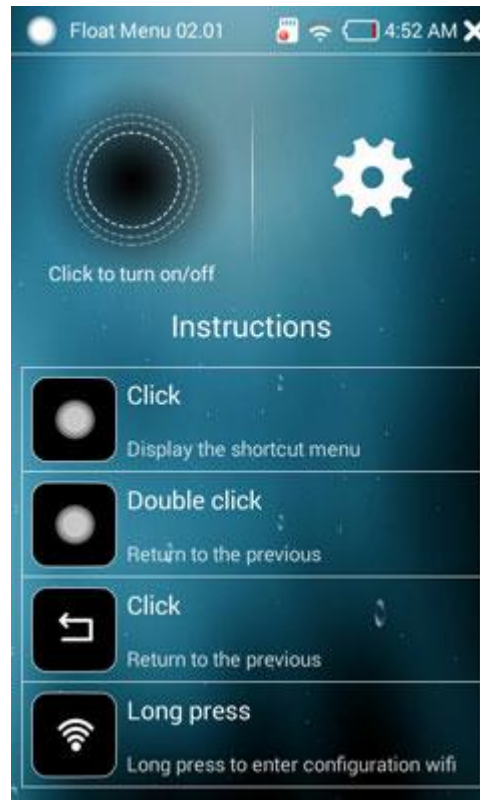 Float Menu 02.01 4:52 AM
Click to turn on/off
Instructions
Click
Display the shortcut menu
Double click
Return to the previous
Click
Return to the previous
Long press
Long press to enter configuration wifi